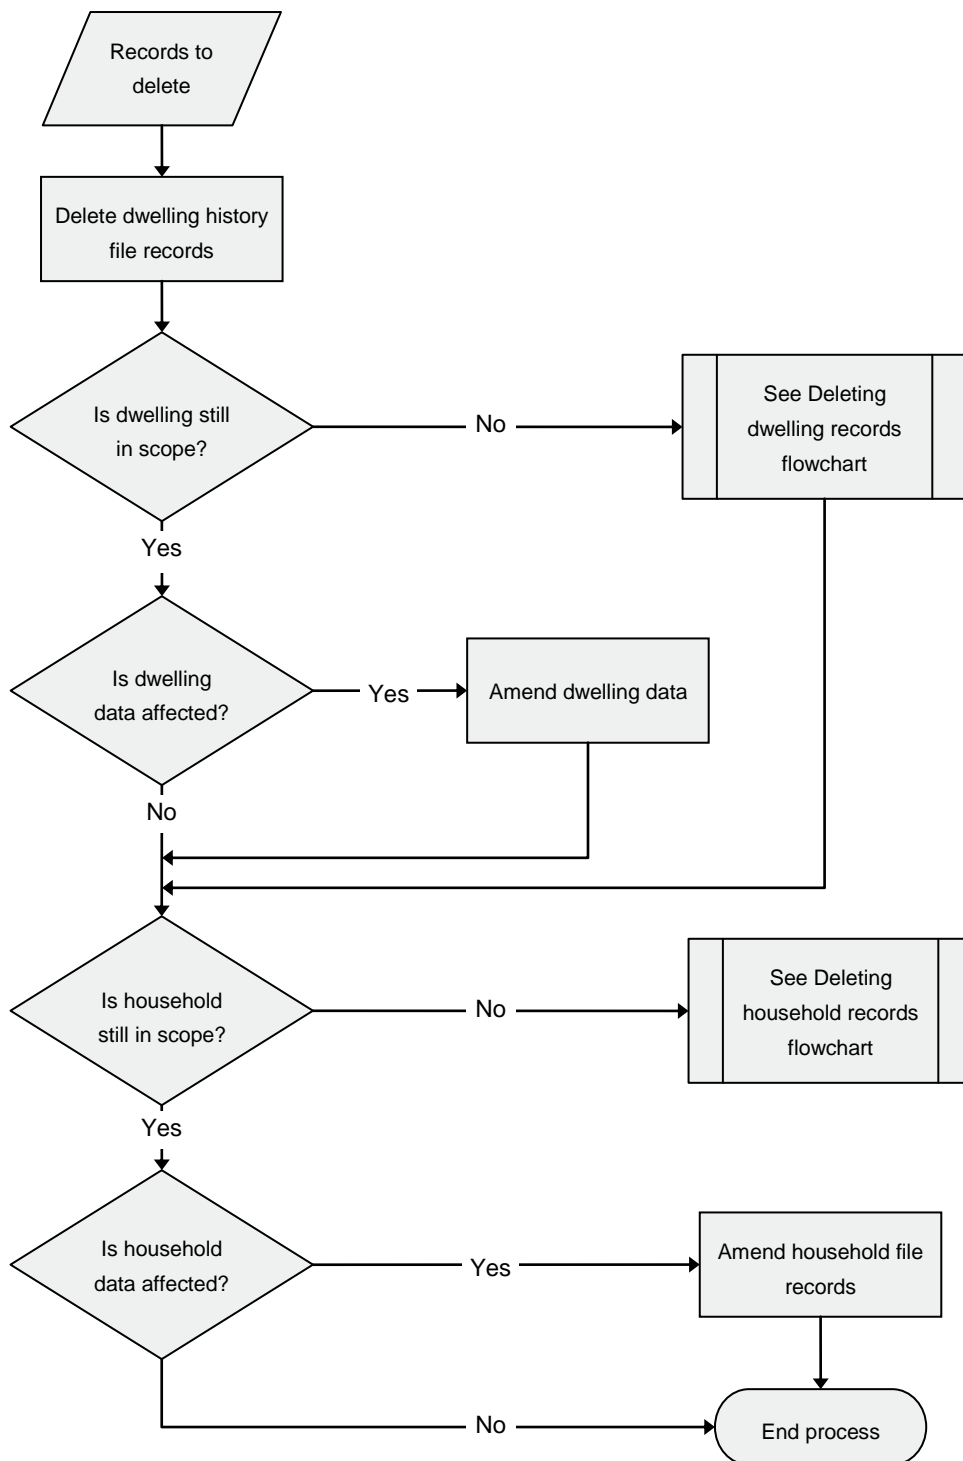 Records to
delete
Delete dwelling history
file records
Is dwelling still
in scope?
No
See Deleting
dwelling records
flowchart
Yes
Is dwelling
data affected?
Yes
Amend dwelling data
No
Is household
still in scope?
No
See Deleting
household records
flowchart
Yes
Is household
data affected?
Yes
Amend household file
records
No
End process